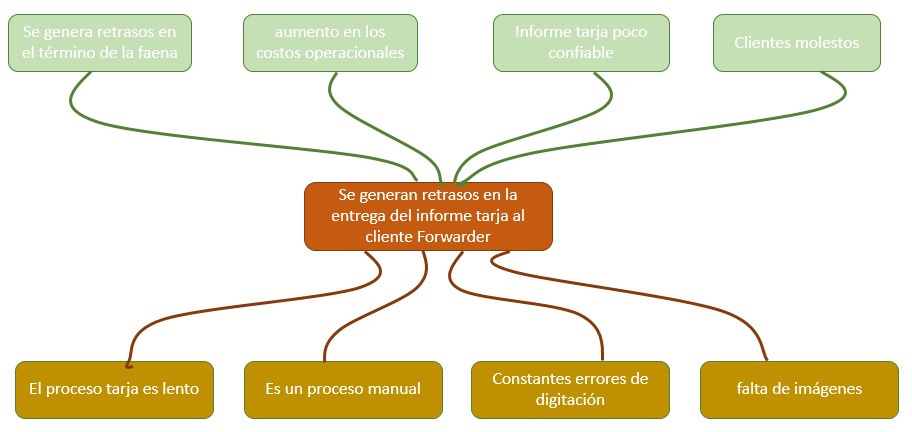 Se genera retrasos en
el término de la faena
aumento en los
costos operacionales
Informe tarja poco
confiable
Clientes molestos
Se generan retrasos en la
entrega del informe tarja al
cliente Forwarder
El proceso tarja es lento
Es un proceso manual
Constantes errores de
digitación
falta de imágenes